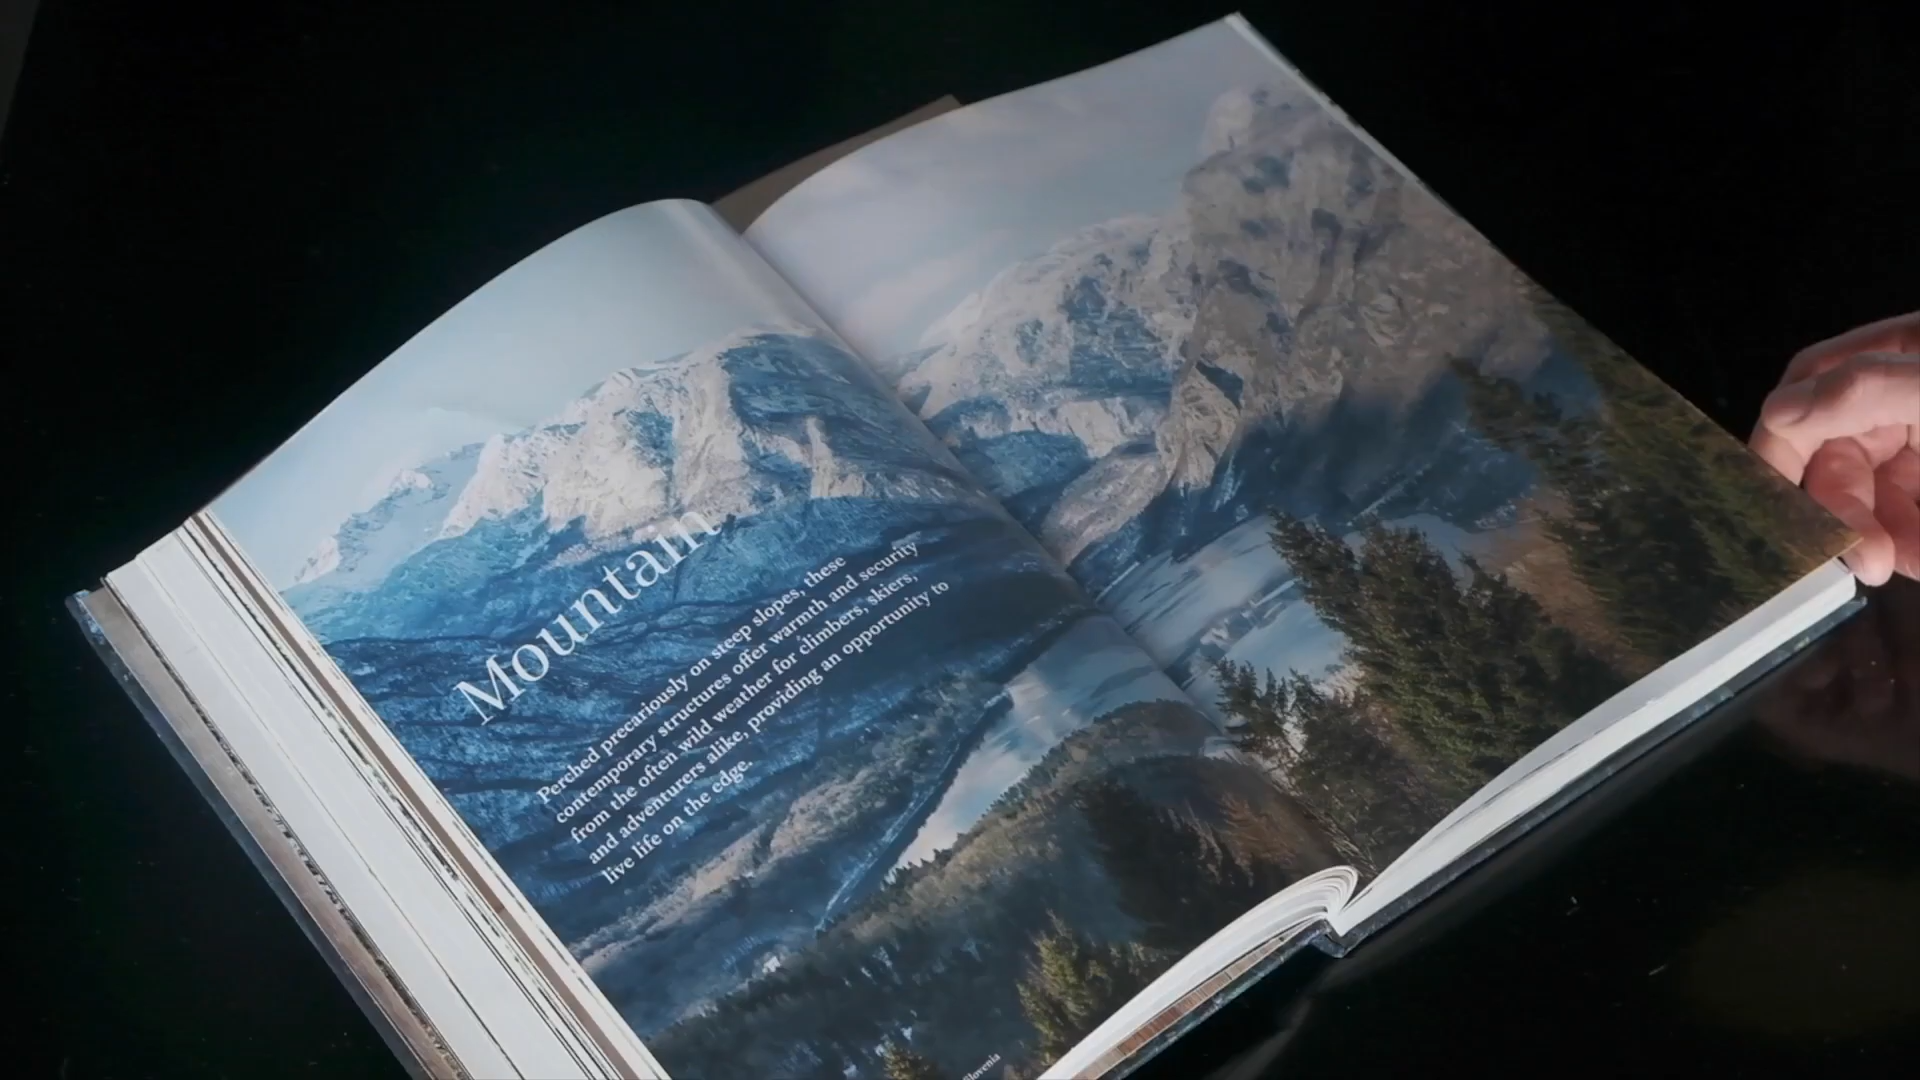 Mountain
Perched precariously on steep slopes, these
contemporary structures offer warmth and security
from the often wild weather for climbers, skiers,
and adventurers alike, providing an opportunity to
live life on the edge.
Slovenia